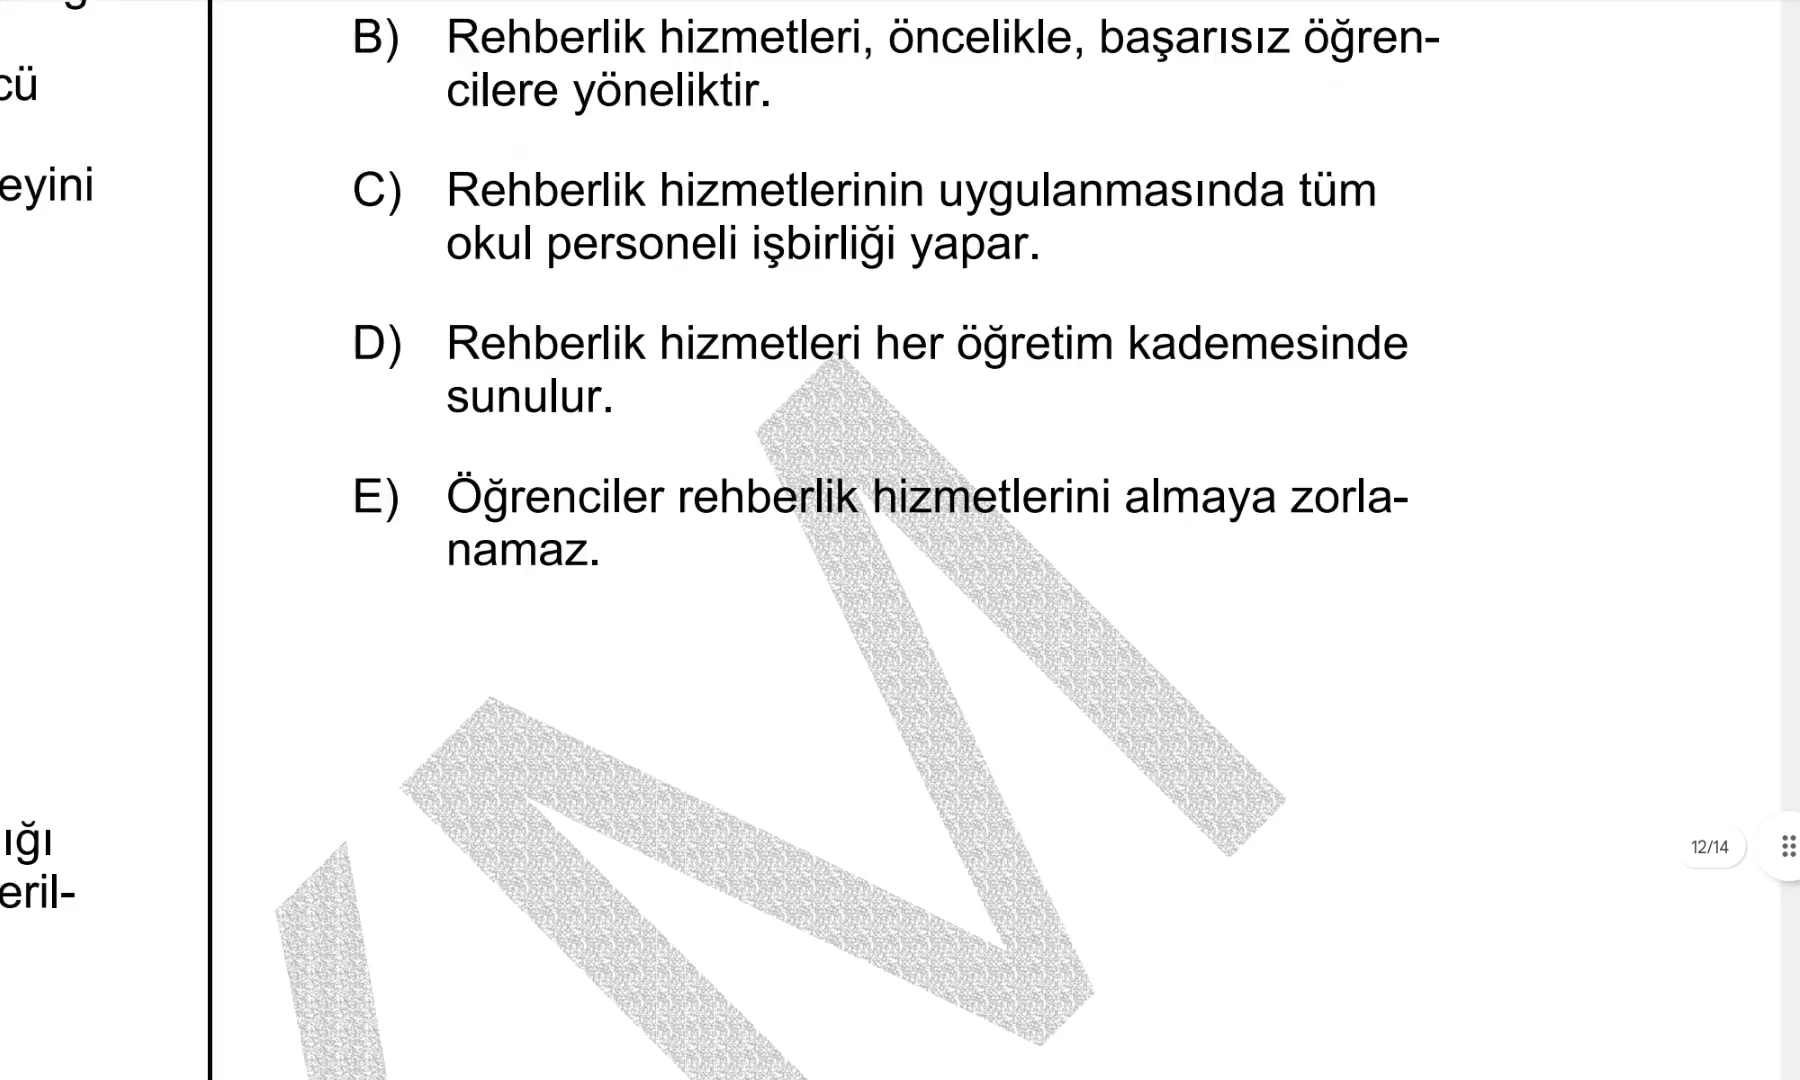 cü
eyini
ığı
eril-
B) Rehberlik hizmetleri, öncelikle, başarısız öğren-
cilere yöneliktir.
C) Rehberlik hizmetlerinin uygulanmasında tüm
okul personeli işbirliği yapar.
D) Rehberlik hizmetleri her öğretim kademesinde
sunulur.
E) Öğrenciler rehberlik hizmetlerini almaya zorla-
namaz.
12/14